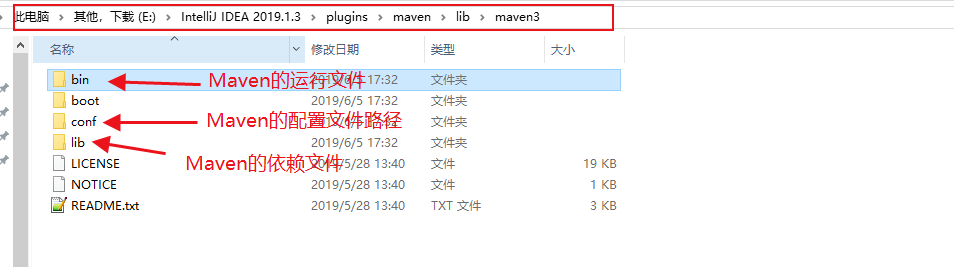 此电脑 > 其他，下载 (E:) > IntelliJ IDEA 2019.1.3 > plugins > maven > lib > maven3
名称 修改日期 类型 大小
bin 17:32 文件夹
Maven的运行文件
boot 2019/6/5 17:32 文件夹
conf 文件夹
Maven的配置文件路径
lib 2019/6/5 17:32 文件夹
Maven的依赖文件
LICENSE 2019/5/28 13:40 文件 19 KB
NOTICE 2019/5/28 13:40 文件 1 KB
README.txt 2019/5/28 13:40 TXT 文件 3 KB